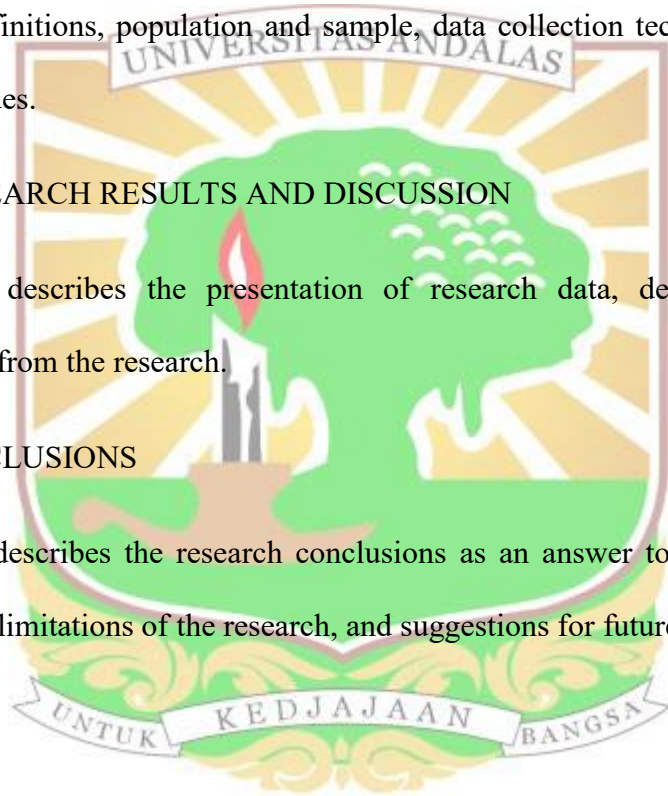 finitions, population and sample, data collection tec
UNIVERSITAS ANDALAS
es.
EARCH RESULTS AND DISCUSSION
describes the presentation of research data, de
from the research.
CLUSIONS
describes the research conclusions as an answer to
limitations of the research, and suggestions for future
UNTUK KEDJAJAAN BANGSA